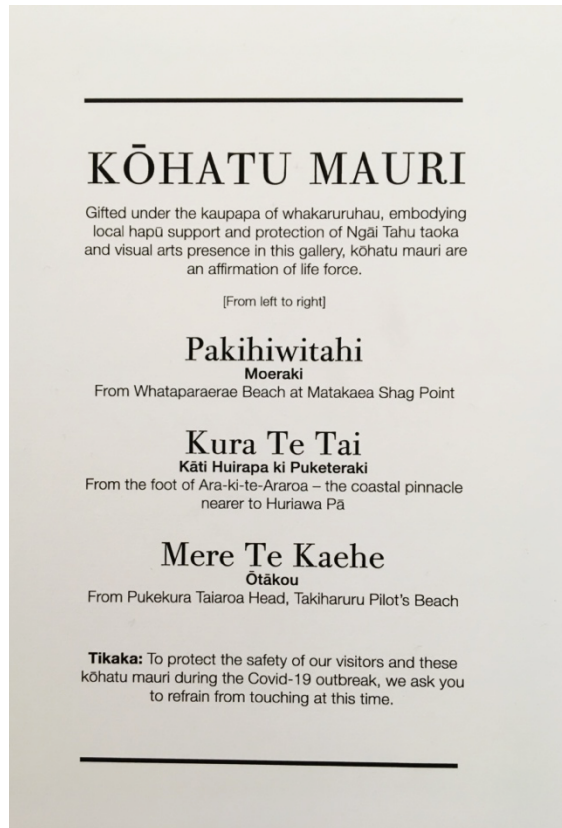 KŌHATU MAURI
Gifted under the kaupapa of whakaruruhau, embodying
local hapū support and protection of Ngāi Tahu taoka
and visual arts presence in this gallery, kōhatu mauri are
an affirmation of life force.
[From left to right]
Pakihiwitahi
Moeraki
From Whataparaerae Beach at Matakaea Shag Point
Kura Te Tai
Kāti Huirapa ki Puketeraki
From the foot of Ara-ki-te-Araroa – the coastal pinnacle
nearer to Huriawa Pā
Mere Te Kaehe
Ōtākou
From Pukekura Taiaroa Head, Takiharuru Pilot's Beach
Tikaka: To protect the safety of our visitors and these
kōhatu mauri during the Covid-19 outbreak, we ask you
to refrain from touching at this time.